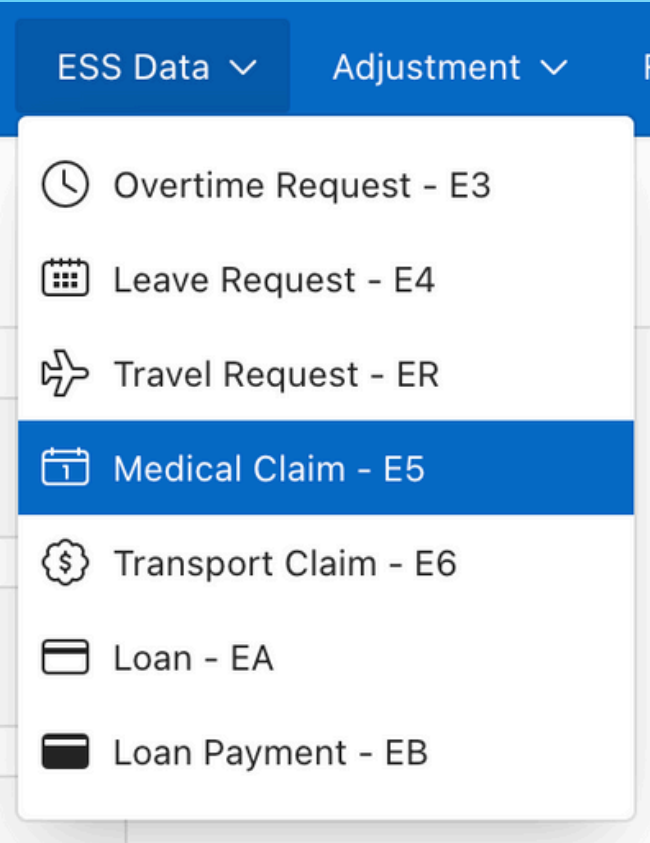 ESS Data
Adjustment
Overtime Request - E3
Leave Request - E4
Travel Request - ER
1
Medical Claim - E5
$
Transport Claim - E6
Loan - EA
Loan Payment - EB